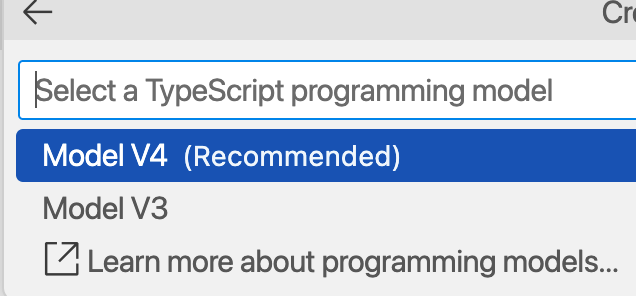 Select a TypeScript programming model
Model V4 (Recommended)
Model V3
Learn more about programming models...